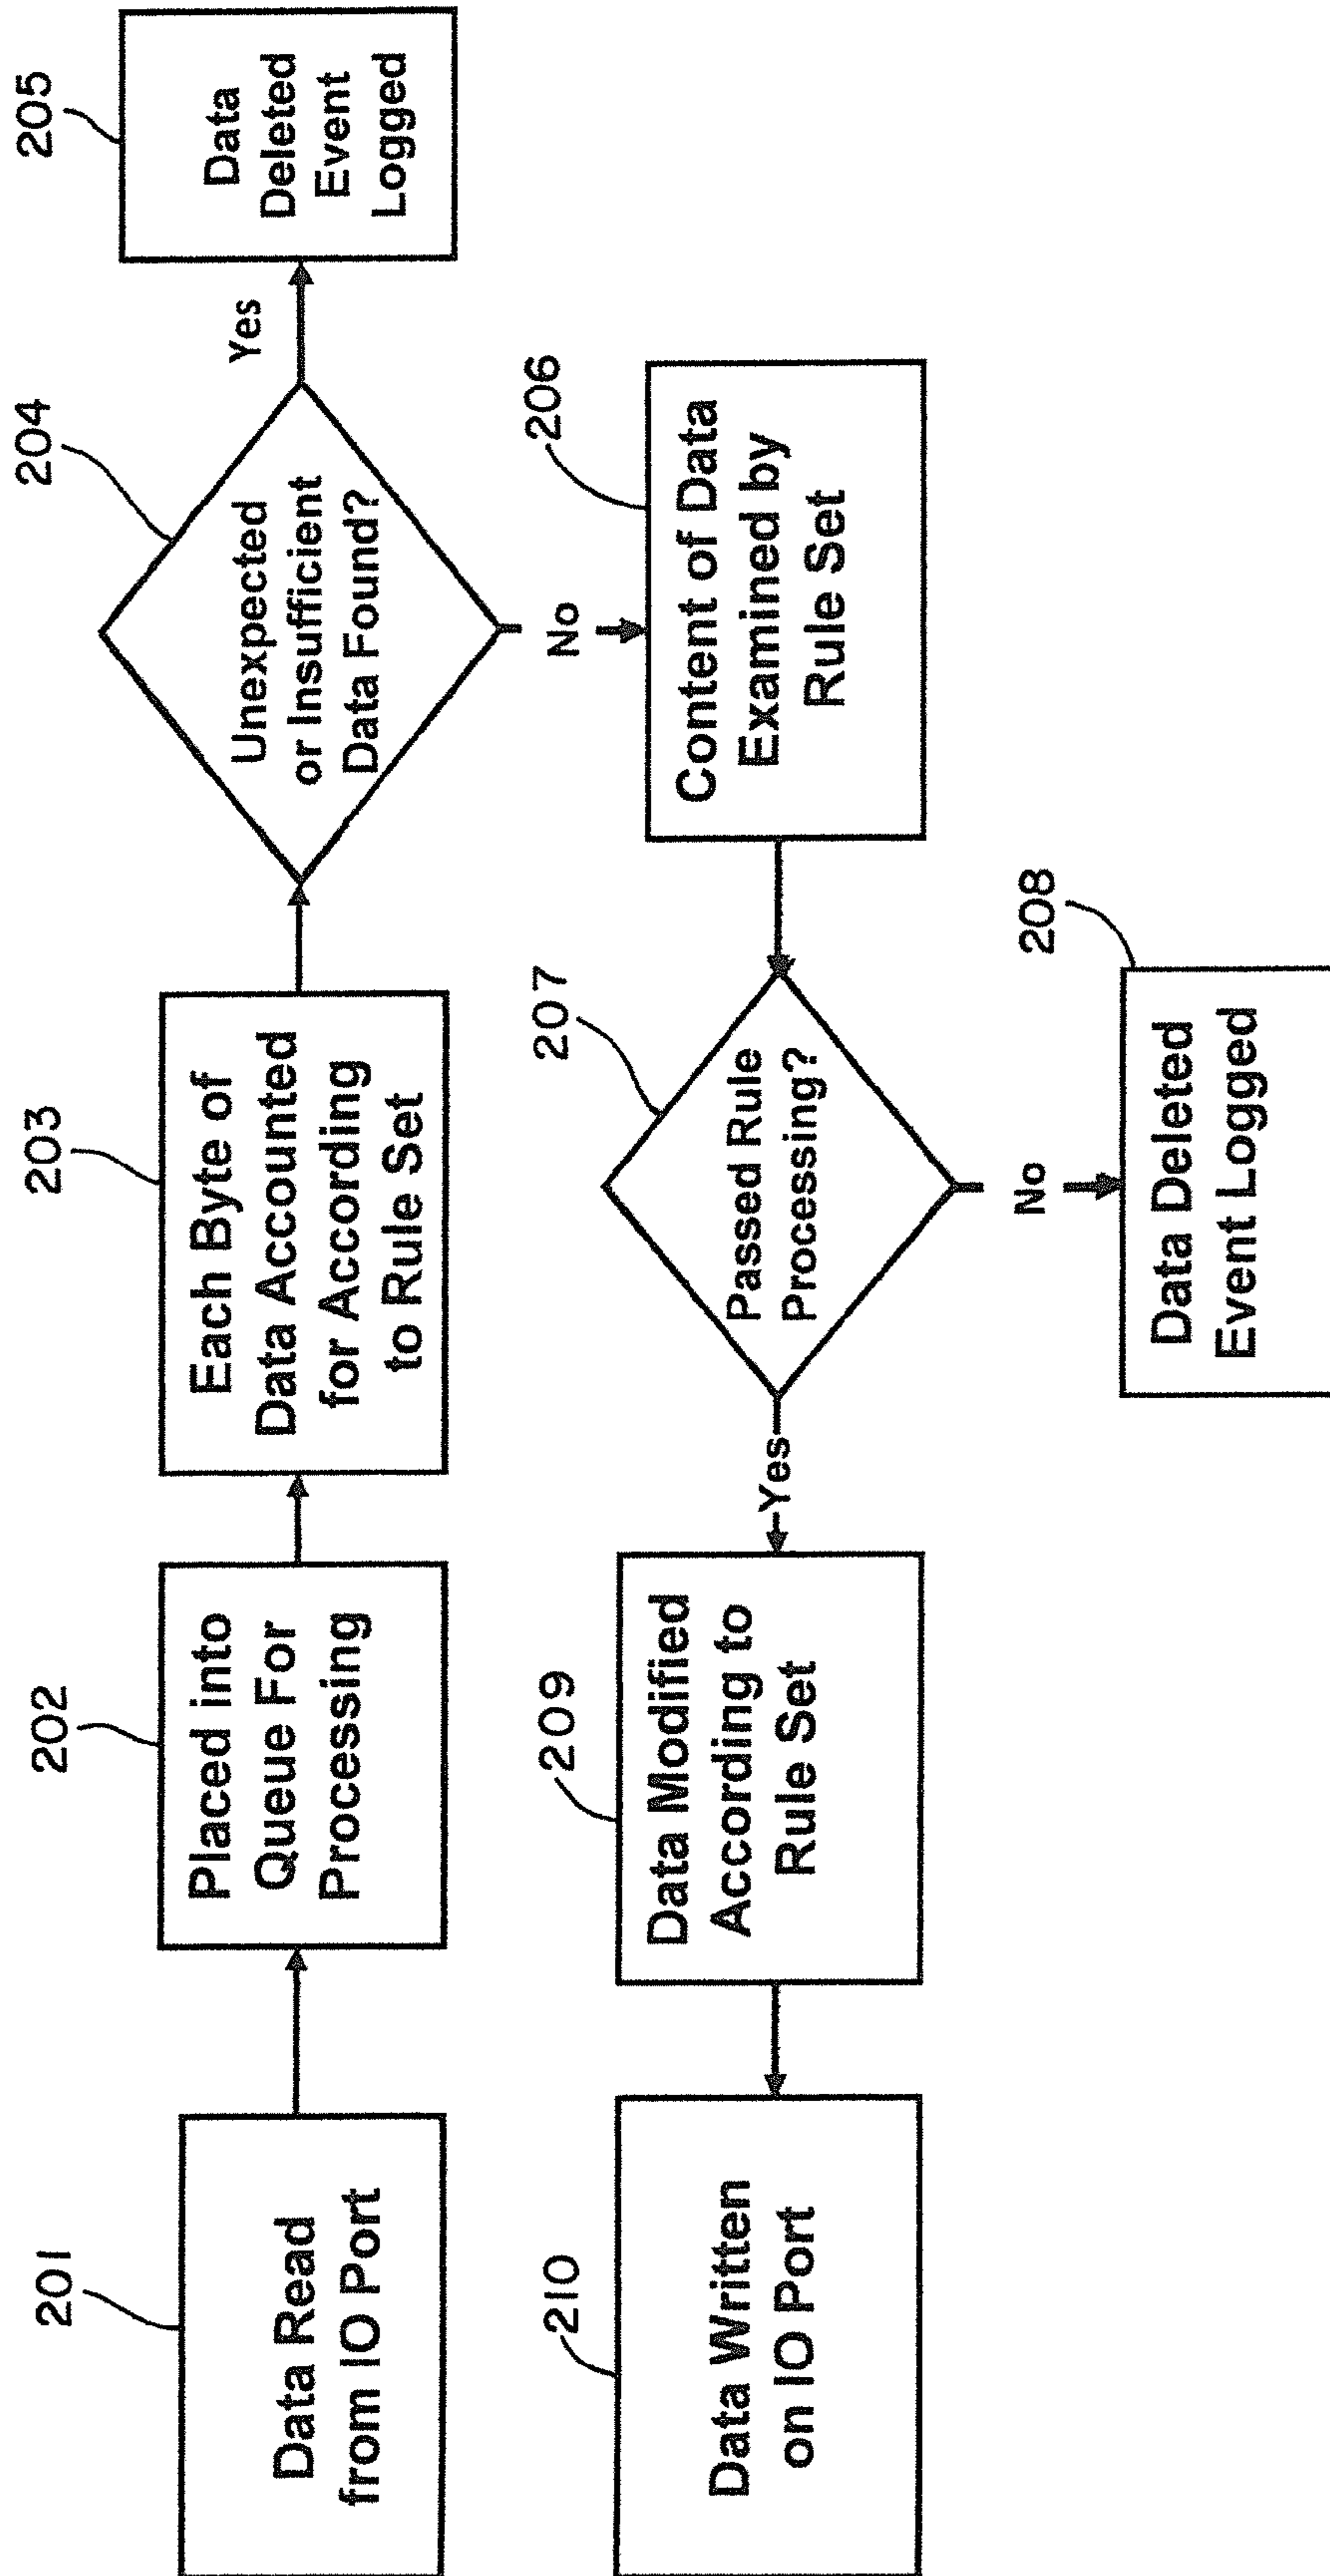 201
Data Read
from IO Port
202
Placed into
Queue For
Processing
203
Each Byte of
Data Accounted
for According
to Rule Set
204
Unexpected
or Insufficient
Data Found?
Yes
205
Data
Deleted
Event
Logged
No
206
Content of Data
Examined by
Rule Set
207
Passed Rule
Processing?
No
208
Data Deleted
Event Logged
Yes
209
Data Modified
According to
Rule Set
210
Data Written
on IO Port